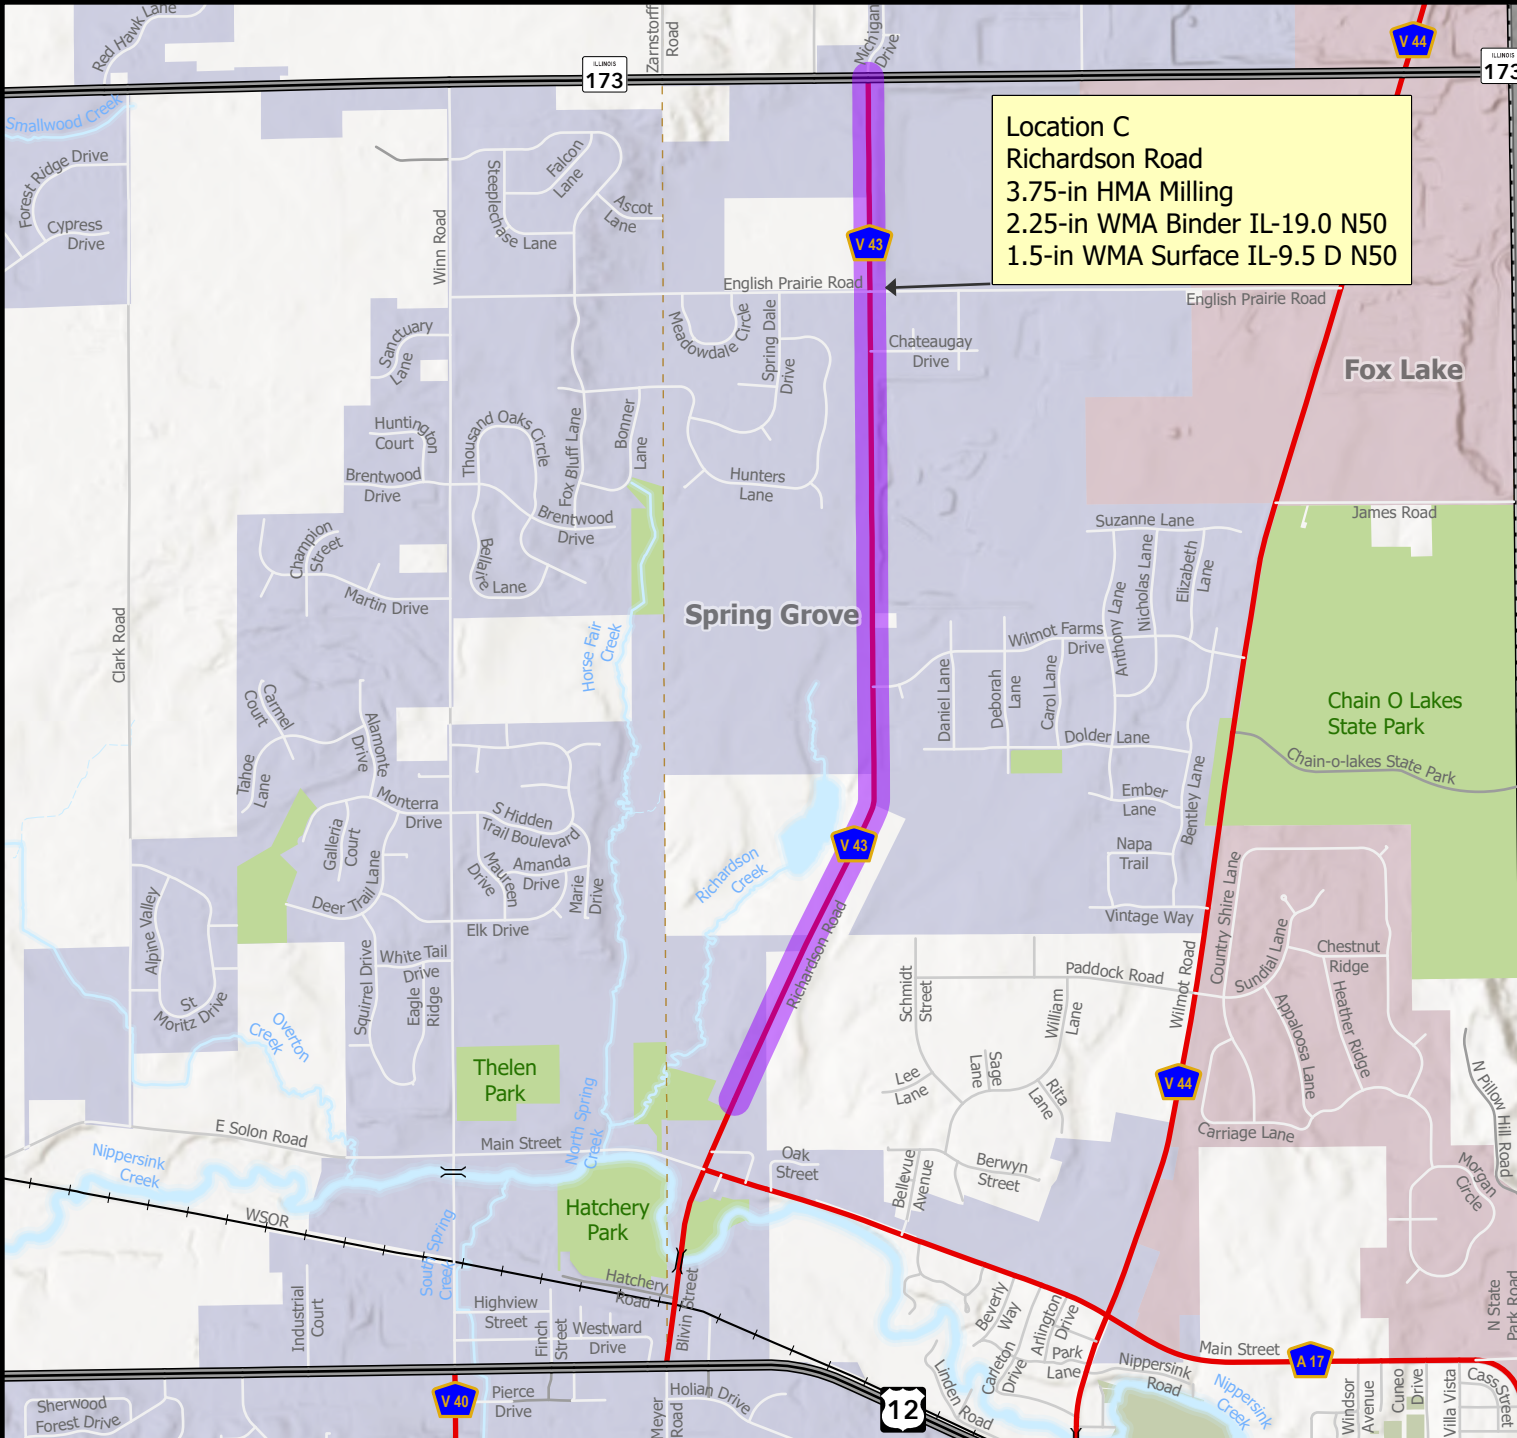 Red Hawk Lane
Zarnstorff
Road
Michigan
Drive
V 44
ILLINOIS
173
ILLINOIS
173
Smallwood Creek
Location C
Richardson Road
3.75-in HMA Milling
2.25-in WMA Binder IL-19.0 N50
1.5-in WMA Surface IL-9.5 D N50
Forest Ridge Drive
Cypress
Drive
Winn Road
Steeplechase Lane
Falcon
Lane
Ascot
Lane
V 43
English Prairie Road
English Prairie Road
Sanctuary
Lane
Meadowdale Circle
Spring Dale
Drive
Chateaugay
Drive
Fox Lake
Huntington
Court
Thousand Oaks Circle
Fox Bluff Lane
Bonner
Lane
Brentwood
Drive
Hunters
Lane
Brentwood
Drive
Champion
Street
Bellaire Lane
Martin Drive
Suzanne Lane
Nicholas Lane
Elizabeth
Lane
Anthony Lane
James Road
Clark Road
Spring Grove
Horse Fair
Creek
Wilmot Farms
Drive
Daniel Lane
Deborah
Lane
Carol Lane
Dolder Lane
Chain O Lakes
State Park
Chain-o-lakes State Park
Carmel
Court
Alamonte
Drive
Tahoe
Lane
Monterra
Drive
S Hidden
Trail Boulevard
Galleria
Court
Amanda
Drive
Maureen
Drive
Marie
Drive
Deer Trail Lane
Elk Drive
Ember
Lane
Bentley Lane
Napa
Trail
Vintage Way
V 43
Richardson
Creek
Richardson Road
Alpine Valley
St
Moritz Drive
Squirrel Drive
White Tail
Drive
Eagle
Ridge
Overton
Creek
Thelen
Park
North Spring
Creek
Schmidt
Street
Paddock Road
William
Lane
Wilmot Road
Country Shire Lane
Sundial Lane
Chestnut
Ridge
Heather Ridge
Appaloosa Lane
Lee
Lane
Sage
Lane
Rita
Lane
V 44
Carriage Lane
N Pillow Hill Road
Morgan
Circle
E Solon Road
Main Street
Nippersink
Creek
Oak
Street
Bellevue
Avenue
Berwyn
Street
WSOR
South Spring
Creek
Hatchery
Park
Hatchery
Road
Blivin Street
Industrial
Court
Highview
Street
Finch
Street
Westward
Drive
Beverly
Way
Arlington
Drive
Carleton
Drive
Park
Lane
Linden Road
Nippersink
Road
Nippersink
Creek
Main Street
A 17
N State
Park Road
Sherwood
Forest Drive
V 40
Pierce
Drive
Meyer
Road
Holian Drive
12
Windsor
Avenue
Cuneo
Drive
Villa Vista
Cass Street